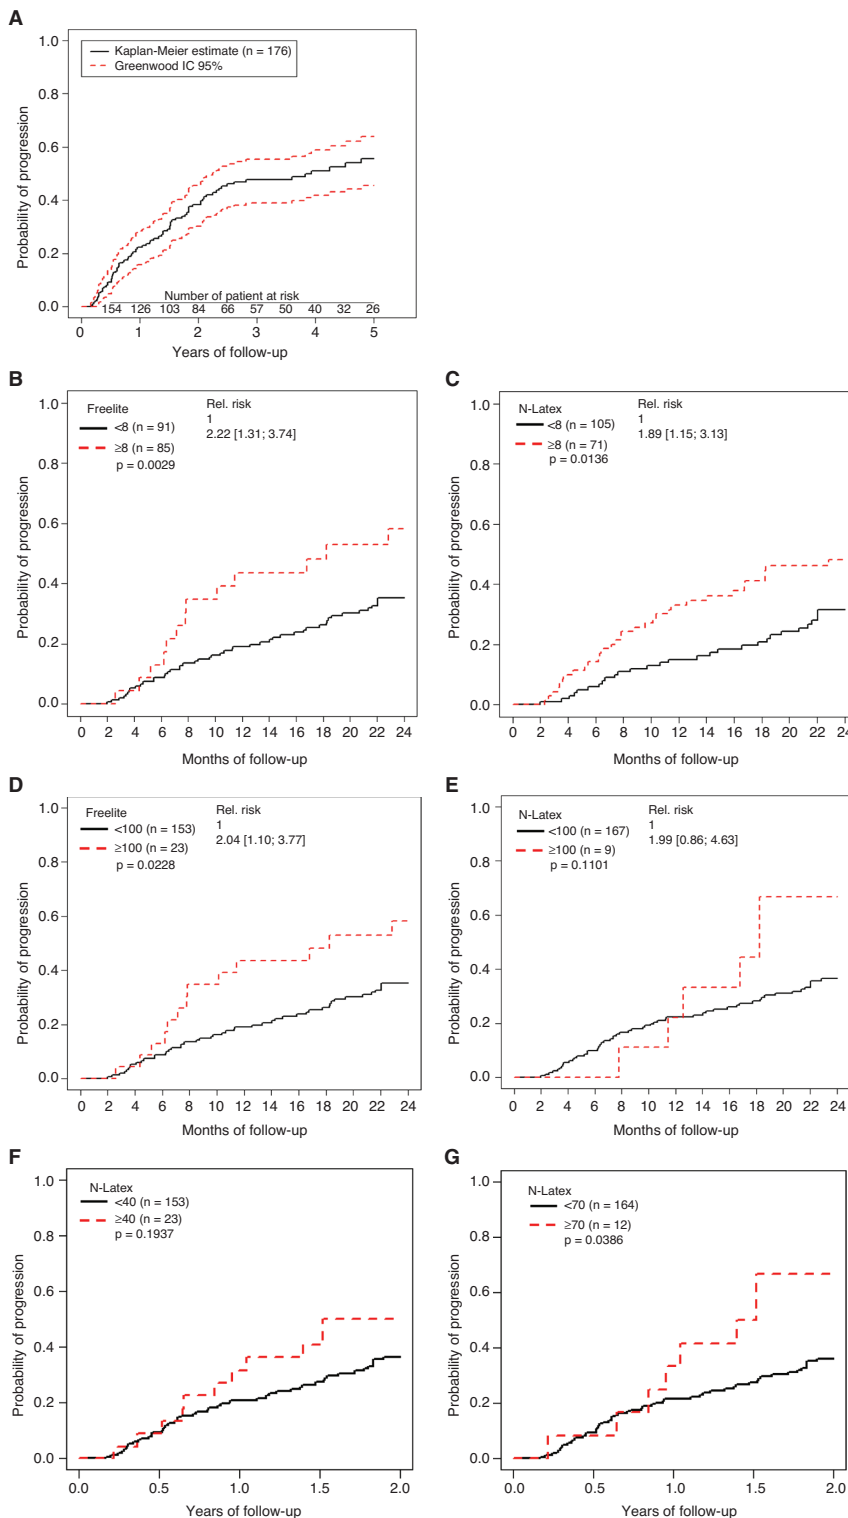 A
Probability of progression
1.0
0.8
0.6
0.4
0.2
0.0
Kaplan-Meier estimate (n = 176)
Greenwood IC 95%
Number of patient at risk
154 126 103 84 66 57 50 40 32 26
0 1 2 3 4 5
Years of follow-up
B
Probability of progression
1.0
0.8
0.6
0.4
0.2
0.0
Freelite
<8 (n = 91)
≥8 (n = 85)
p = 0.0029
Rel. risk
1
2.22 [1.31; 3.74]
0 2 4 6 8 10 12 14 16 18 20 22 24
Months of follow-up
C
Probability of progression
1.0
0.8
0.6
0.4
0.2
0.0
N-Latex
<8 (n = 105)
≥8 (n = 71)
p = 0.0136
Rel. risk
1
1.89 [1.15; 3.13]
0 2 4 6 8 10 12 14 16 18 20 22 24
Months of follow-up
D
Probability of progression
1.0
0.8
0.6
0.4
0.2
0.0
Freelite
<100 (n = 153)
≥100 (n = 23)
p = 0.0228
Rel. risk
1
2.04 [1.10; 3.77]
0 2 4 6 8 10 12 14 16 18 20 22 24
Months of follow-up
E
Probability of progression
1.0
0.8
0.6
0.4
0.2
0.0
N-Latex
<100 (n = 167)
≥100 (n = 9)
p = 0.1101
Rel. risk
1
1.99 [0.86; 4.63]
0 2 4 6 8 10 12 14 16 18 20 22 24
Months of follow-up
F
Probability of progression
1.0
0.8
0.6
0.4
0.2
0.0
N-Latex
<40 (n = 153)
≥40 (n = 23)
p = 0.1937
0.0 0.5 1.0 1.5 2.0
Years of follow-up
G
Probability of progression
1.0
0.8
0.6
0.4
0.2
0.0
N-Latex
<70 (n = 164)
≥70 (n = 12)
p = 0.0386
0.0 0.5 1.0 1.5 2.0
Years of follow-up